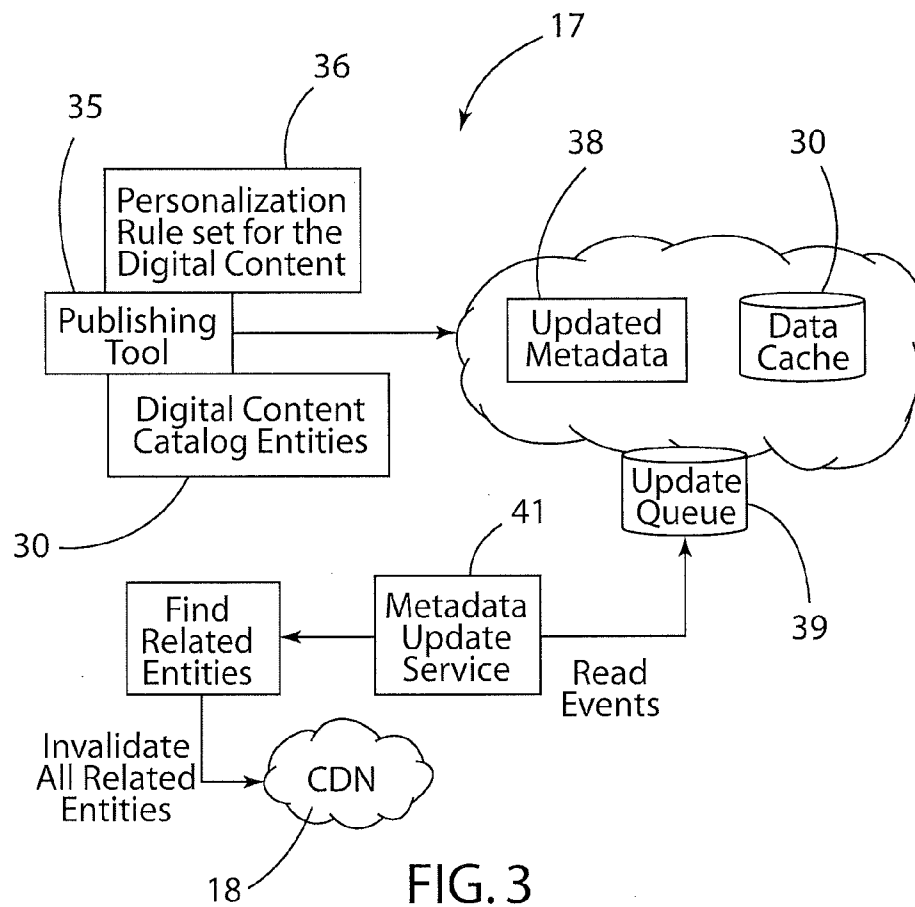 17
35
36
38
30
Personalization
Rule set for the
Digital Content
Publishing
Tool
Updated
Metadata
Data
Cache
Digital Content
Catalog Entities
Update
Queue
30
41
39
Find
Related
Entities
Metadata
Update
Service
Read
Events
Invalidate
All Related
Entities
CDN
18
FIG. 3